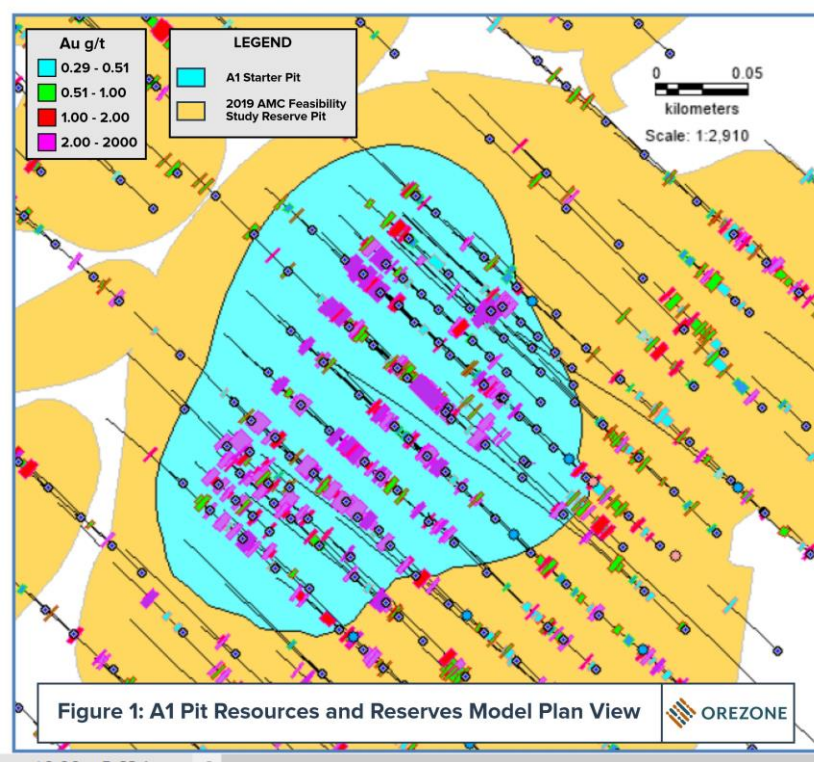 Au g/t
0.29 - 0.51
0.51 - 1.00
1.00 - 2.00
2.00 - 2000
LEGEND
A1 Starter Pit
2019 AMC Feasibility
Study Reserve Pit
0 0.05
kilometers
Scale: 1:2,910
Figure 1: A1 Pit Resources and Reserves Model Plan View
OREZONE